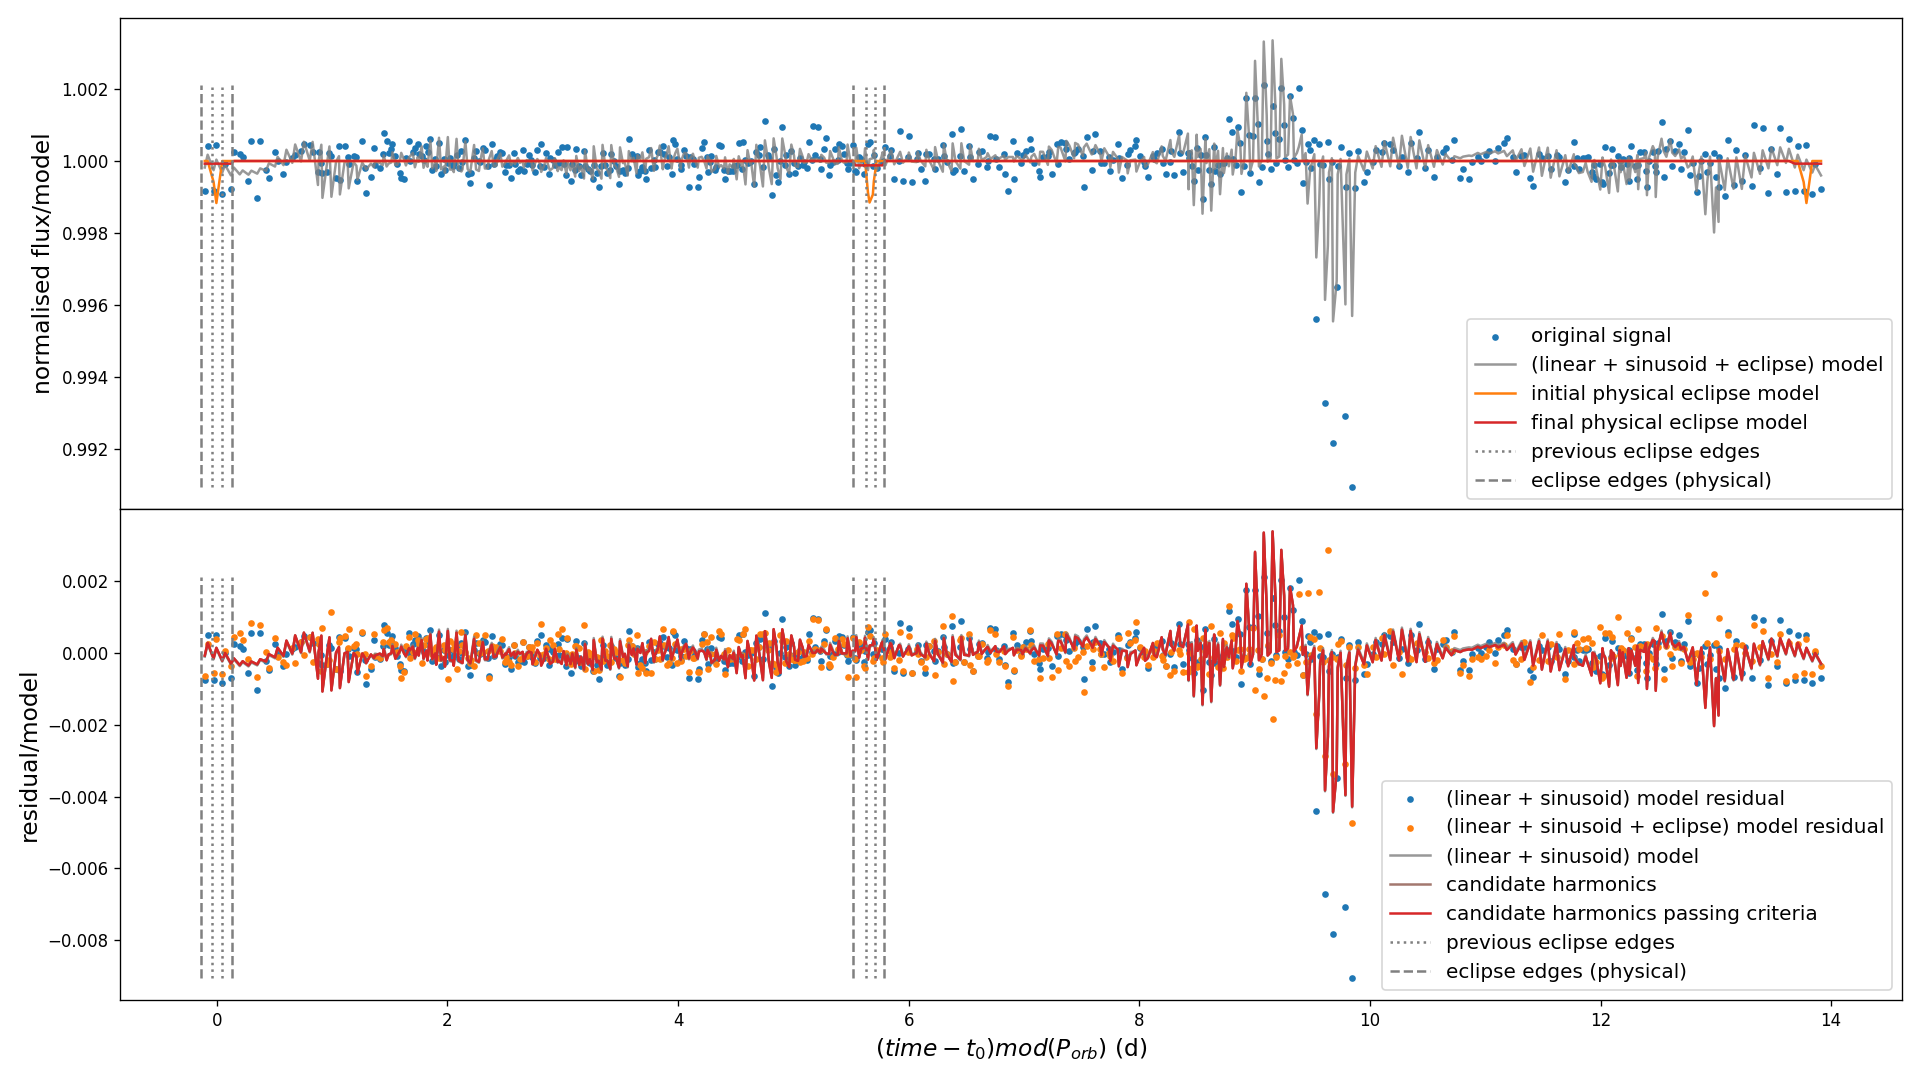 normalised flux/model
1.002
1.000
0.998
0.996
0.994
0.992
original signal
(linear + sinusoid + eclipse) model
initial physical eclipse model
final physical eclipse model
previous eclipse edges
eclipse edges (physical)
residual/model
0.002
0.000
−0.002
−0.004
−0.006
−0.008
(linear + sinusoid) model residual
(linear + sinusoid + eclipse) model residual
(linear + sinusoid) model
candidate harmonics
candidate harmonics passing criteria
previous eclipse edges
eclipse edges (physical)
0 2 4 6 8 10 12 14
(time − t₀)mod(P_orb) (d)